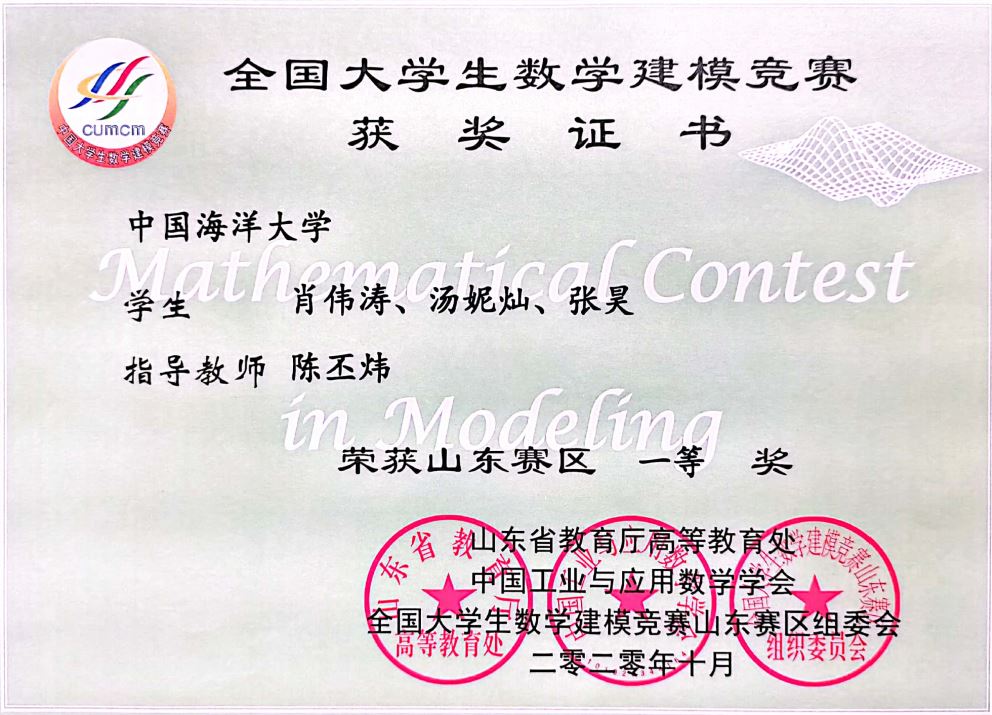 全国大学生数学建模竞赛
获奖证书
CUMCM
中国大学生数学建模竞赛
中国海洋大学
Mathematical Contest
学生 肖伟涛、汤妮灿、张昊
指导教师 陈丕炜
in Modeling
荣获山东赛区 一等 奖
山东省教育厅高等教育处
中国工业与应用数学学会
全国大学生数学建模竞赛山东赛区组委会
二零二零年十月
山东省教育厅
高等教育处
中国工业与应用数学学会
全国大学生数学建模竞赛山东赛区
组织委员会